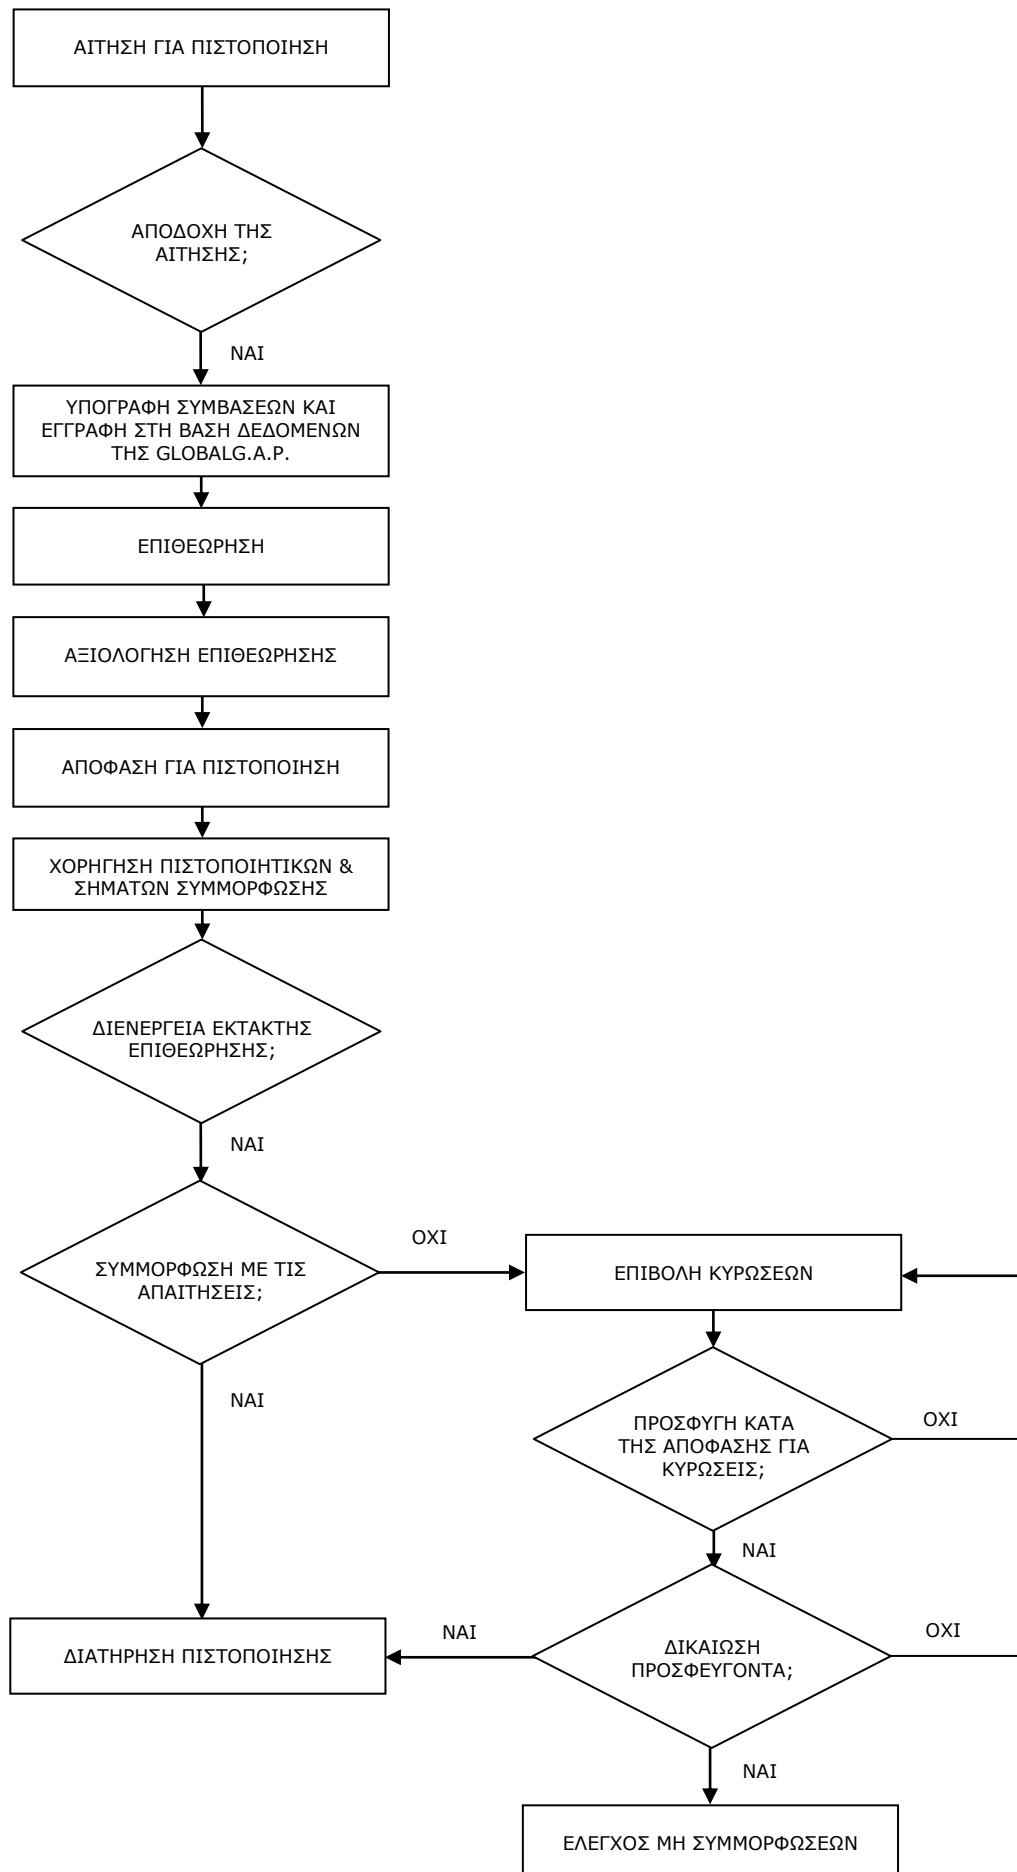 ΑΙΤΗΣΗ ΓΙΑ ΠΙΣΤΟΠΟΙΗΣΗ
ΑΠΟΔΟΧΗ ΤΗΣ
ΑΙΤΗΣΗΣ;
ΝΑΙ
ΥΠΟΓΡΑΦΗ ΣΥΜΒΑΣΕΩΝ ΚΑΙ
ΕΓΓΡΑΦΗ ΣΤΗ ΒΑΣΗ ΔΕΔΟΜΕΝΩΝ
ΤΗΣ GLOBALG.A.P.
ΕΠΙΘΕΩΡΗΣΗ
ΑΞΙΟΛΟΓΗΣΗ ΕΠΙΘΕΩΡΗΣΗΣ
ΑΠΟΦΑΣΗ ΓΙΑ ΠΙΣΤΟΠΟΙΗΣΗ
ΧΟΡΗΓΗΣΗ ΠΙΣΤΟΠΟΙΗΤΙΚΩΝ &
ΣΗΜΑΤΩΝ ΣΥΜΜΟΡΦΩΣΗΣ
ΔΙΕΝΕΡΓΕΙΑ ΕΚΤΑΚΤΗΣ
ΕΠΙΘΕΩΡΗΣΗΣ;
ΝΑΙ
ΣΥΜΜΟΡΦΩΣΗ ΜΕ ΤΙΣ
ΑΠΑΙΤΗΣΕΙΣ;
ΟΧΙ
ΕΠΙΒΟΛΗ ΚΥΡΩΣΕΩΝ
ΝΑΙ
ΠΡΟΣΦΥΓΗ ΚΑΤΑ
ΤΗΣ ΑΠΟΦΑΣΗΣ ΓΙΑ
ΚΥΡΩΣΕΙΣ;
ΟΧΙ
ΝΑΙ
ΔΙΚΑΙΩΣΗ
ΠΡΟΣΦΕΥΓΟΝΤΑ;
ΟΧΙ
ΝΑΙ
ΔΙΑΤΗΡΗΣΗ ΠΙΣΤΟΠΟΙΗΣΗΣ
ΝΑΙ
ΕΛΕΓΧΟΣ ΜΗ ΣΥΜΜΟΡΦΩΣΕΩΝ